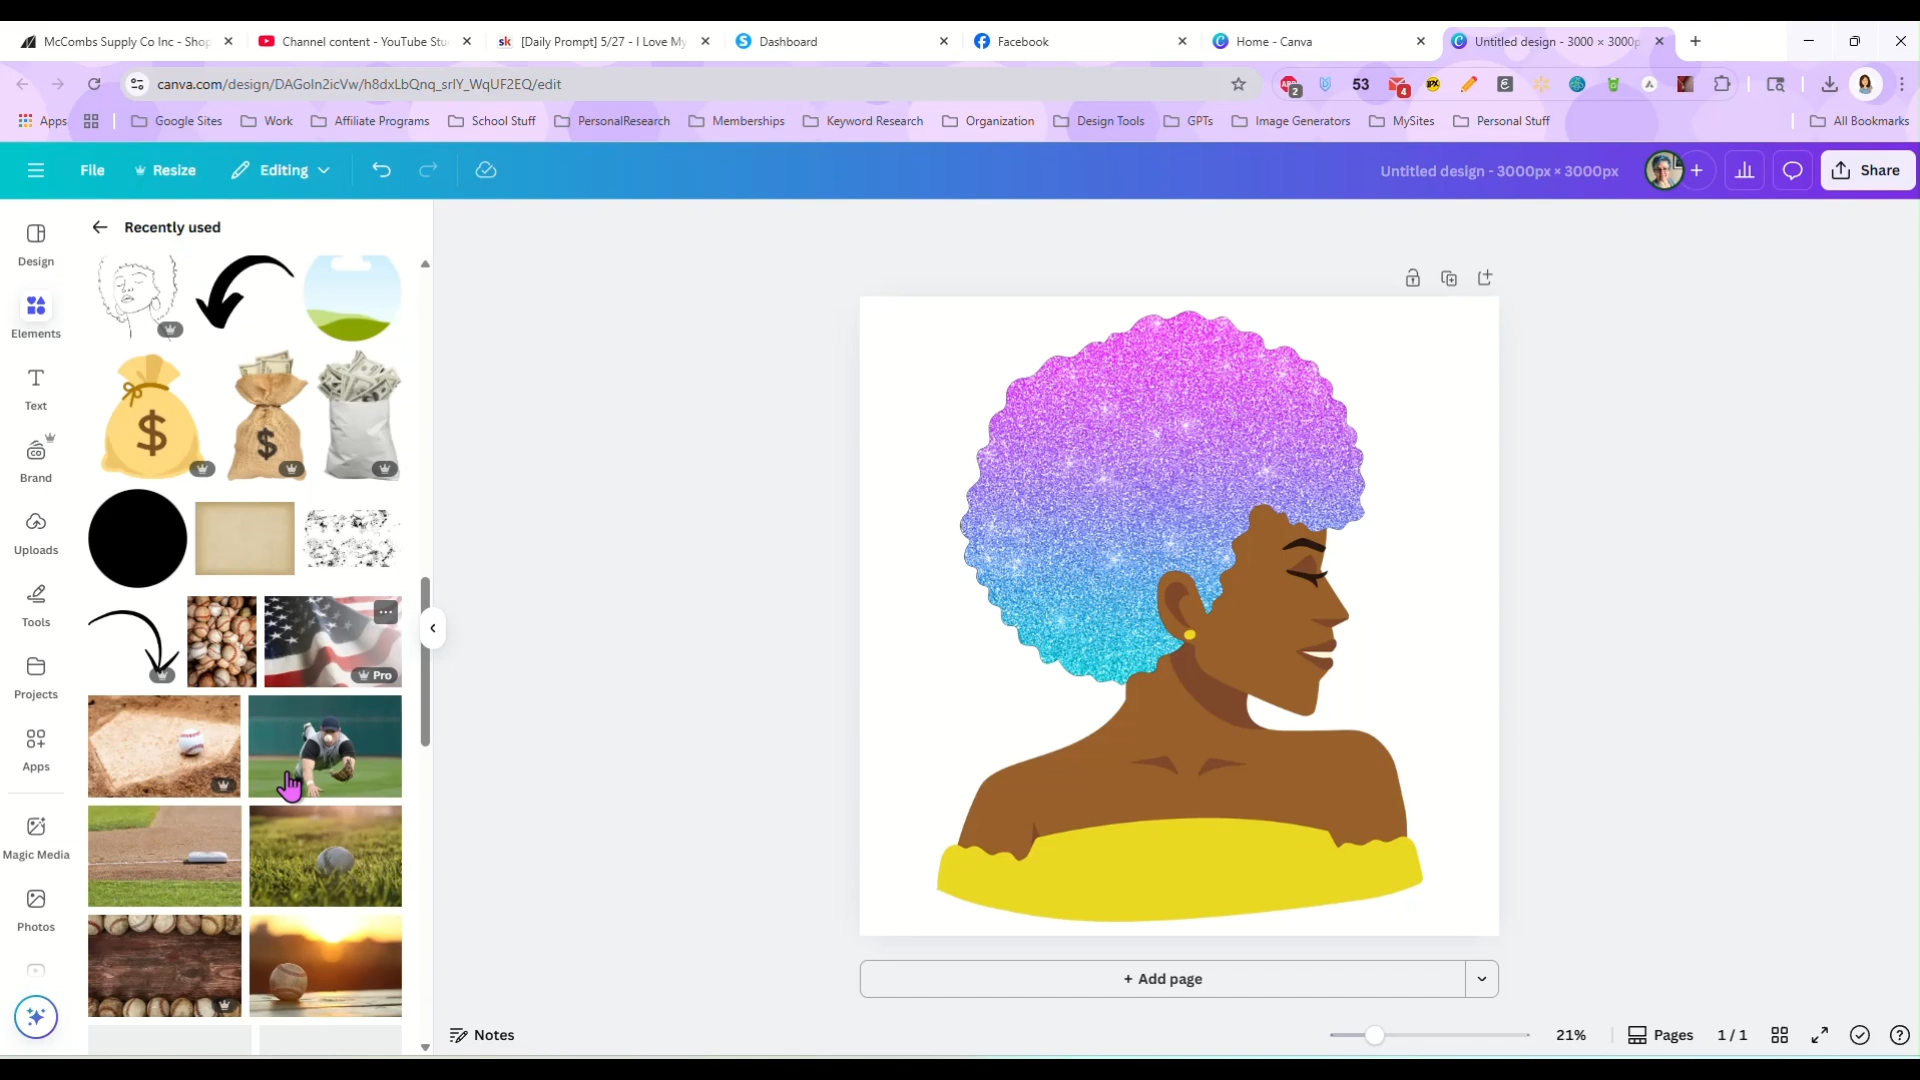 McCombs Supply Co Inc - Shop
Channel content - YouTube Stu
sk [Daily Prompt] 5/27 - I Love My
Dashboard
Facebook
Home - Canva
Untitled design - 3000 × 3000p
canva.com/design/DAGoIn2icVw/h8dxLbQnq_srlY_WqUF2EQ/edit
2
53
4
Apps
Google Sites
Work
Affiliate Programs
School Stuff
PersonalResearch
Memberships
Keyword Research
Organization
Design Tools
GPTs
Image Generators
MySites
Personal Stuff
All Bookmarks
File
Resize
Editing
Untitled design - 3000px × 3000px
Share
Design
Elements
Text
Brand
Uploads
Tools
Projects
Apps
Magic Media
Photos
Recently used
$
$
Pro
+ Add page
Notes
21%
Pages
1 / 1